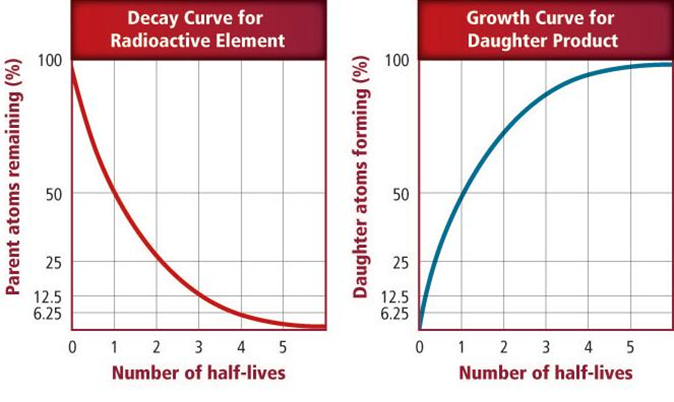 Decay Curve for
Radioactive Element
Parent atoms remaining (%)
100
50
25
12.5
6.25
0 1 2 3 4 5
Number of half-lives
Growth Curve for
Daughter Product
Daughter atoms forming (%)
100
50
25
12.5
6.25
0 1 2 3 4 5
Number of half-lives